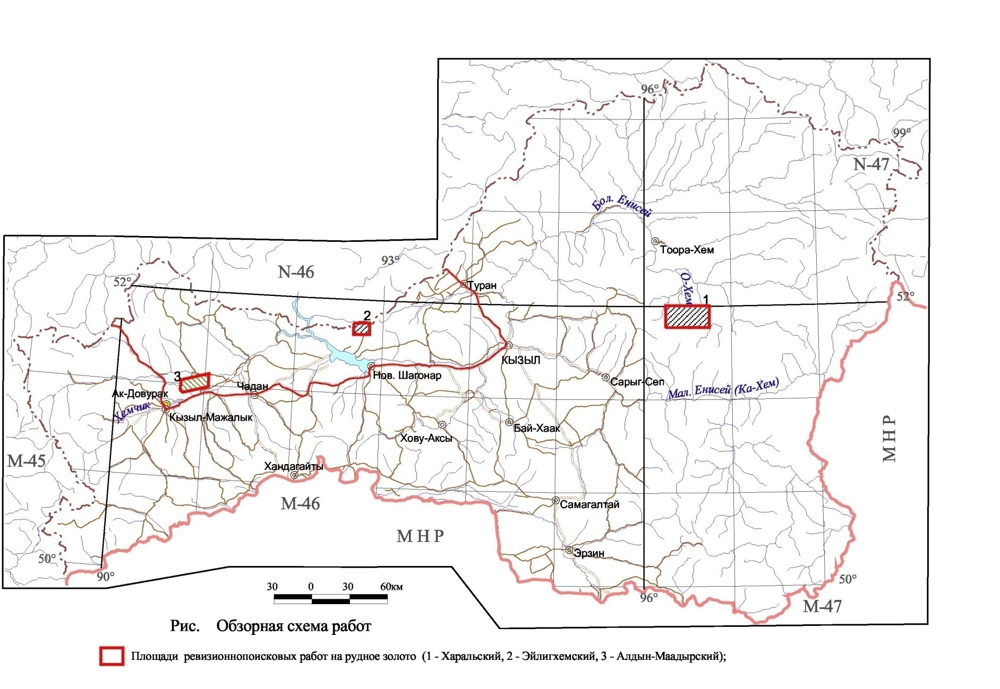 96°
99°
N-47
Бол. Енисей
Тоора-Хем
93°
N-46
52°
Туран
О-Хем
52°
1
2
КЫЗЫЛ
Нов. Шагонар
Сарыг-Сеп
3
Чадан
Ак-Довурак
Мал. Енисей (Ка-Хем)
Хемчик
Кызыл-Мажалык
Бай-Хаак
Хову-Аксы
М Н Р
М-45
Хандагайты
М-46
Самагалтай
М Н Р
Эрзин
50°
90°
50°
96°
М-47
30 0 30 60км
Рис. Обзорная схема работ
Площади ревизионнопоисковых работ на рудное золото (1 - Харальский, 2 - Эйлигхемский, 3 - Алдын-Маадырский);